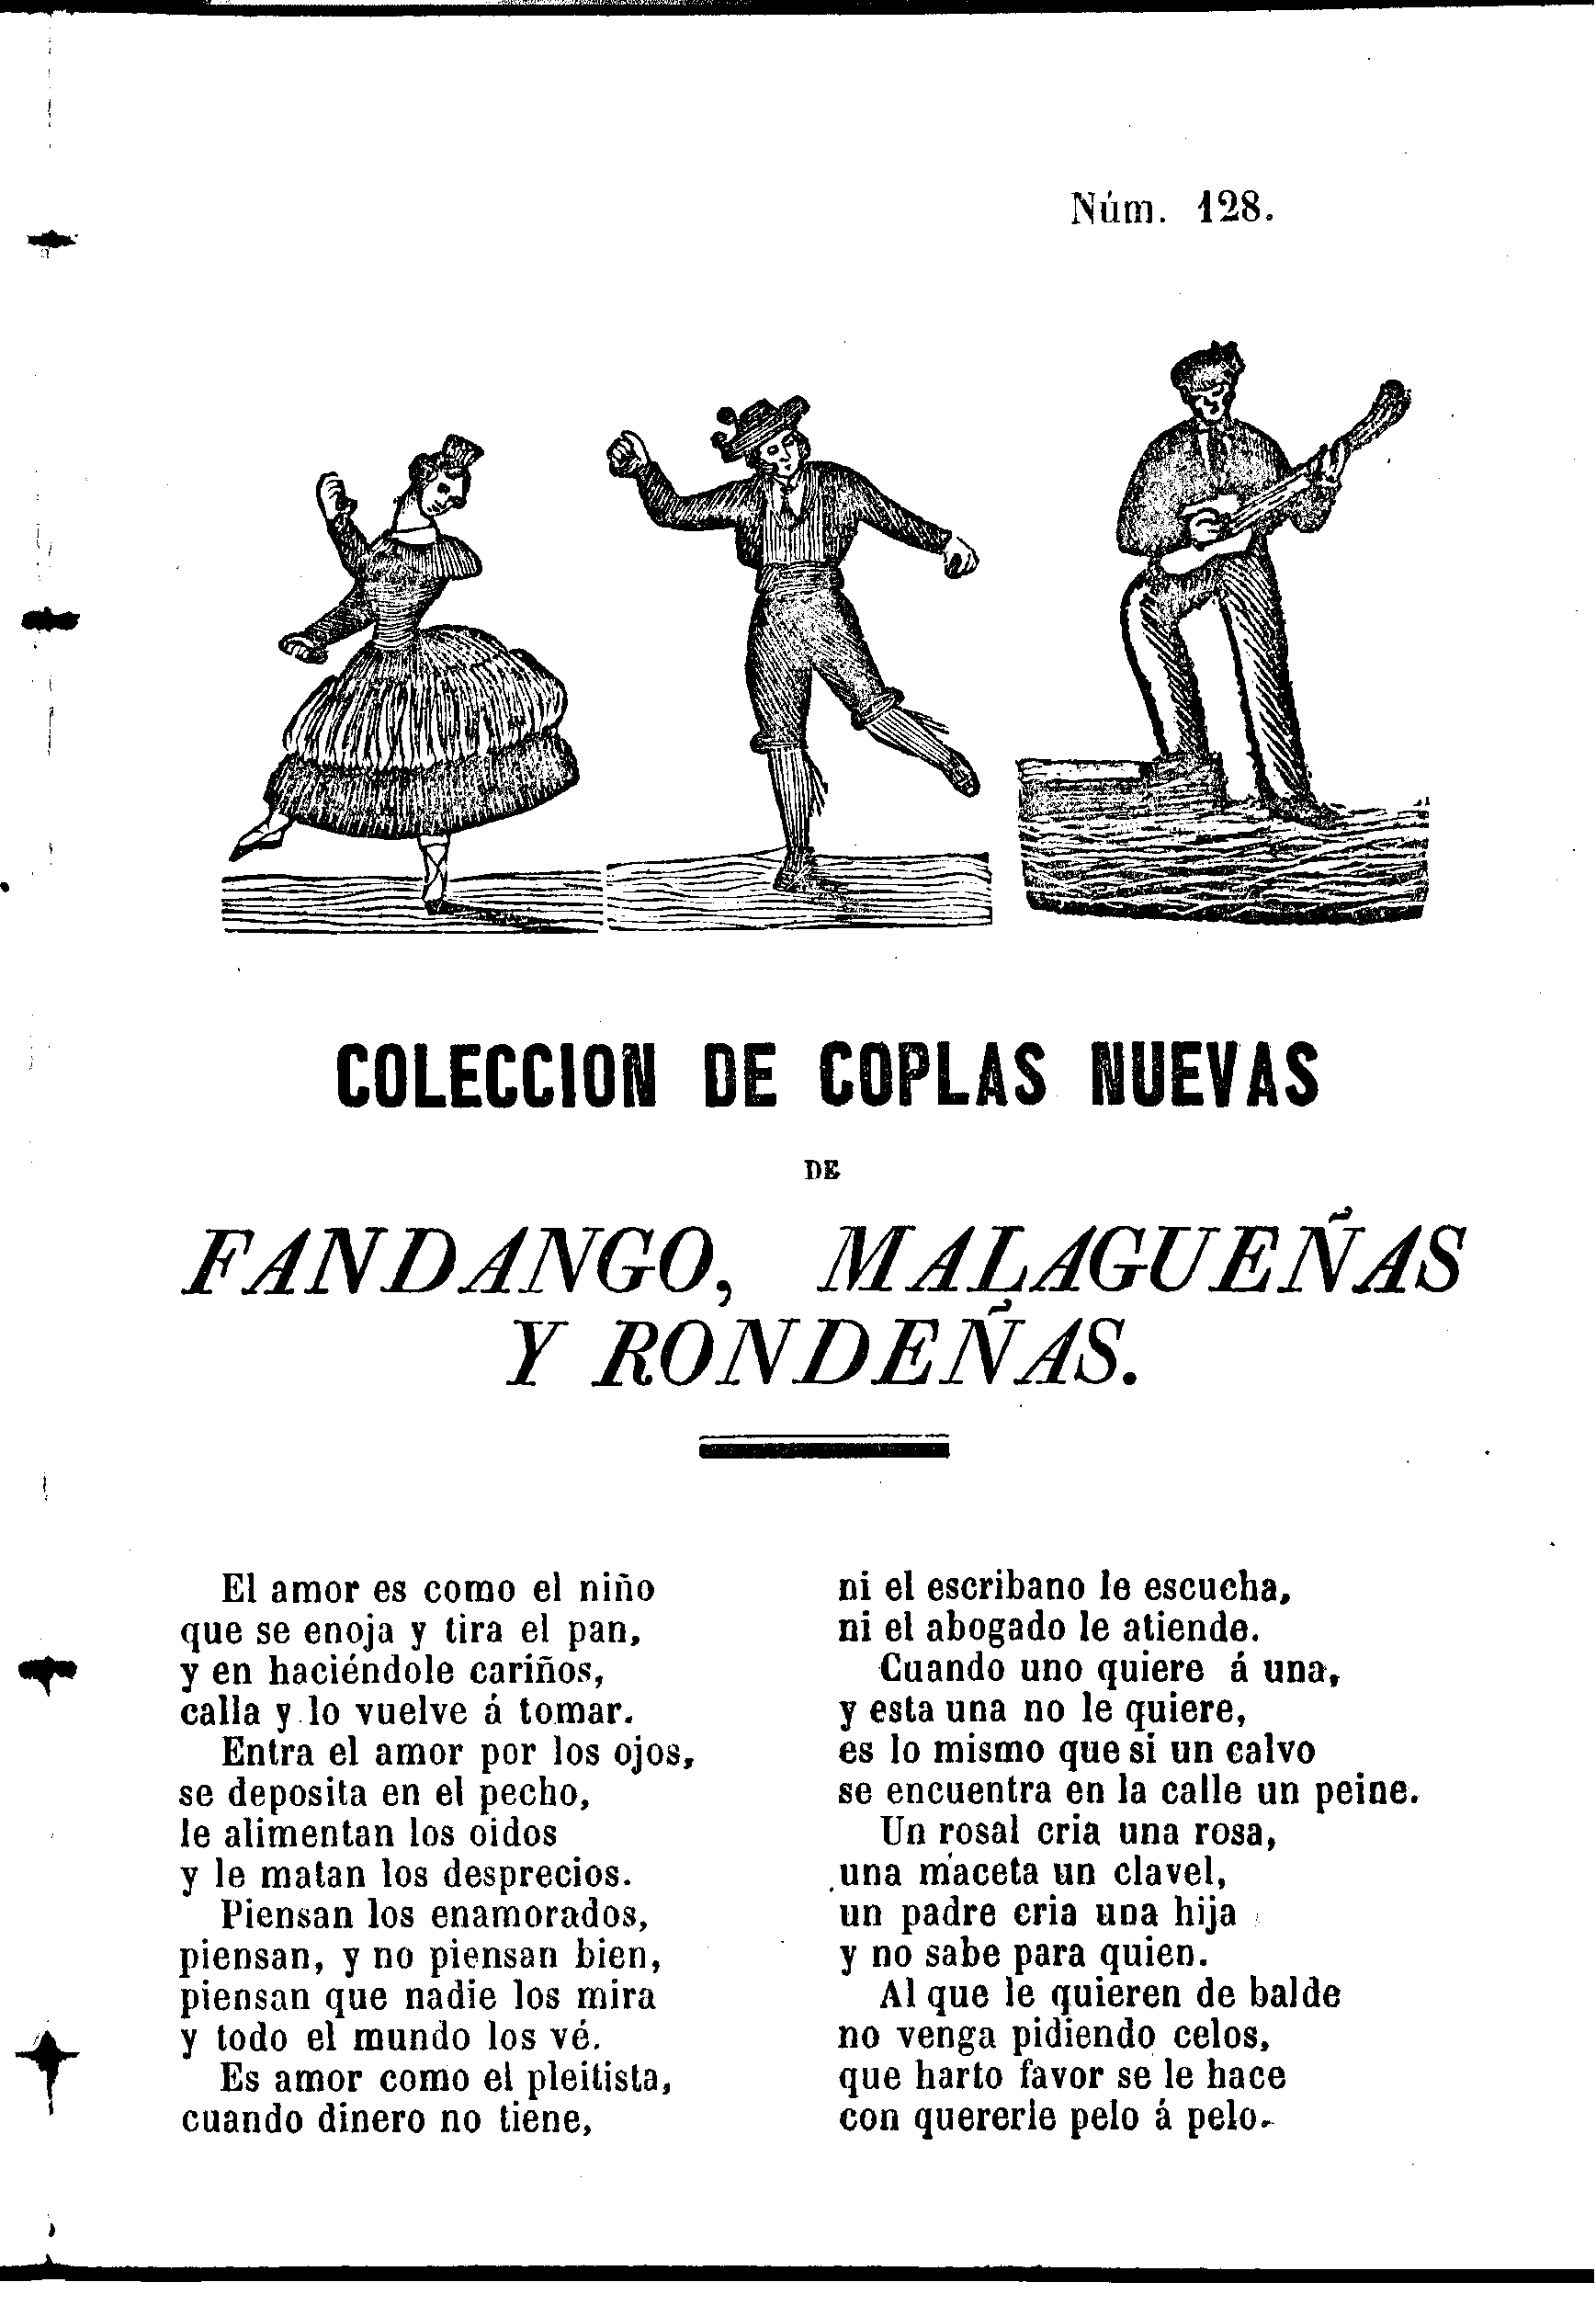 Núm. 128.
COLECCION DE COPLAS NUEVAS
DE
FANDANGO, MALAGUEÑAS
Y RONDEÑAS.
El amor es como el niño
que se enoja y tira el pan,
y en haciéndole cariños,
calla y lo vuelve á tomar.
Entra el amor por los ojos,
se deposita en el pecho,
le alimentan los oidos
y le matan los desprecios.
Piensan los enamorados,
piensan, y no piensan bien,
piensan que nadie los mira
y todo el mundo los vé.
Es amor como el pleitista,
cuando dinero no tiene,
ni el escribano le escucha,
ni el abogado le atiende.
Cuando uno quiere á una,
y esta una no le quiere,
es lo mismo que si un calvo
se encuentra en la calle un peine.
Un rosal cria una rosa,
una maceta un clavel,
un padre cria una hija
y no sabe para quien.
Al que le quieren de balde
no venga pidiendo celos,
que harto favor se le hace
con quererle pelo á pelo.